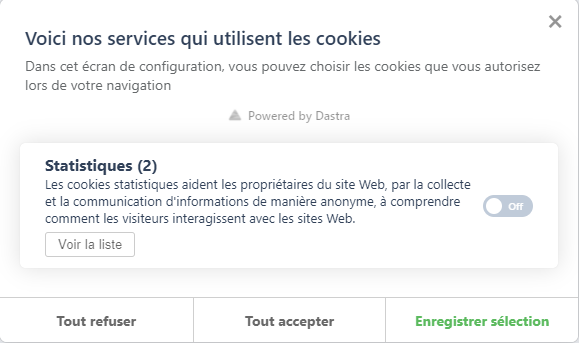 Voici nos services qui utilisent les cookies
Dans cet écran de configuration, vous pouvez choisir les cookies que vous autorisez
lors de votre navigation
Powered by Dastra
Statistiques (2)
Les cookies statistiques aident les propriétaires du site Web, par la collecte
et la communication d'informations de manière anonyme, à comprendre
comment les visiteurs interagissent avec les sites Web.
Off
Voir la liste
Tout refuser
Tout accepter
Enregistrer sélection